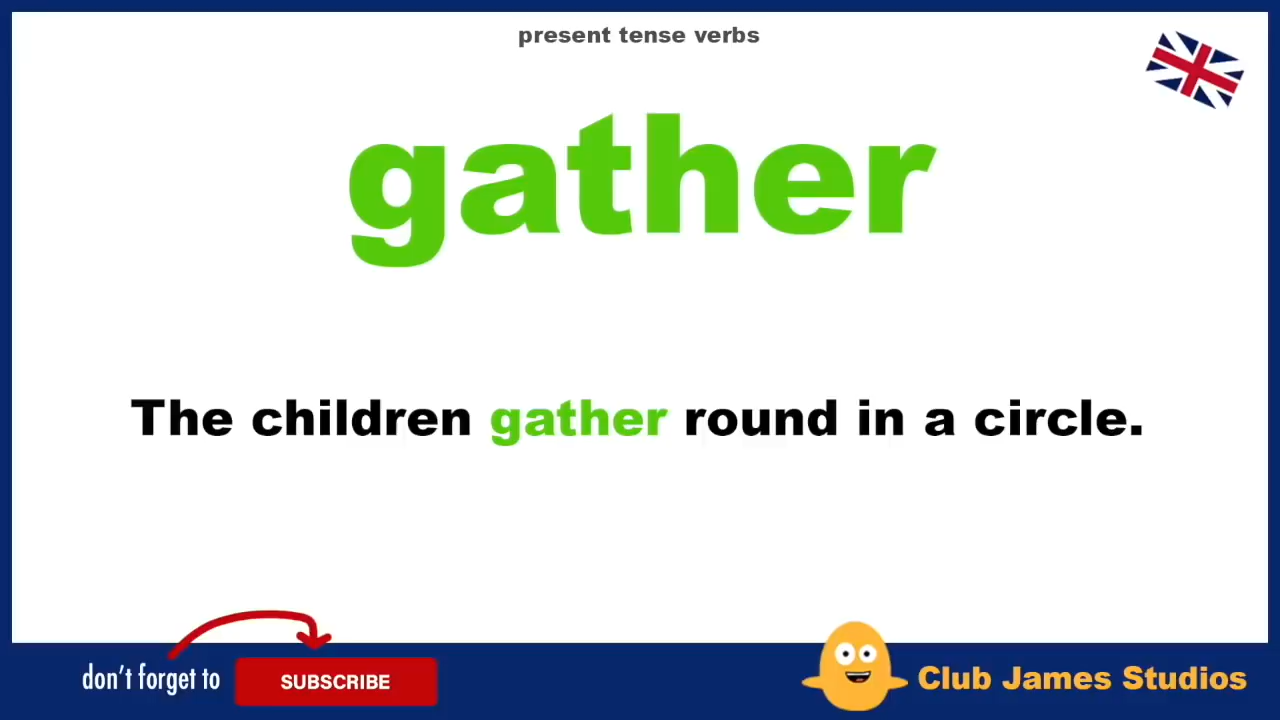 present tense verbs
gather
The children gather round in a circle.
don't forget to
SUBSCRIBE
Club James Studios